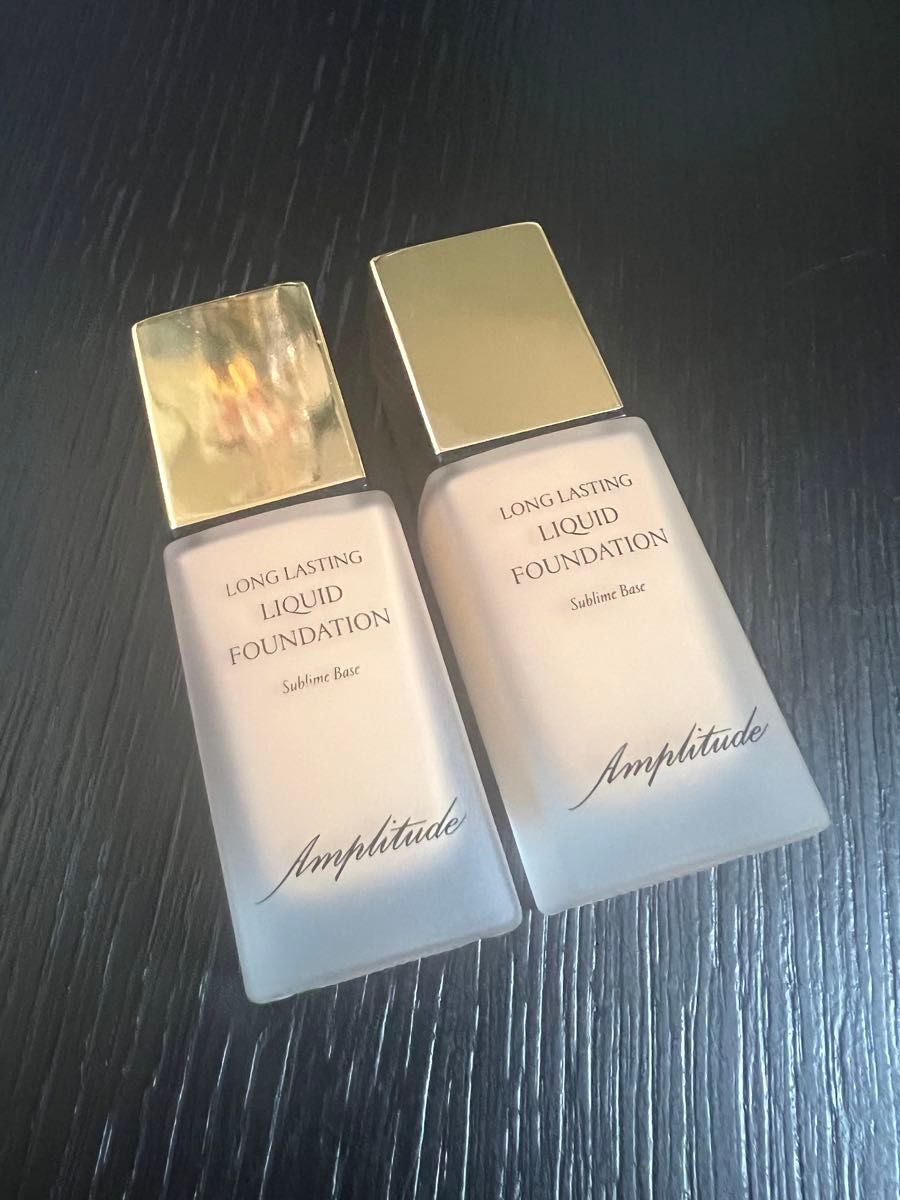 LONG LASTING
LIQUID
FOUNDATION
Sublime Base
Amplitude
LONG LASTING
LIQUID
FOUNDATION
Sublime Base
Amplitude